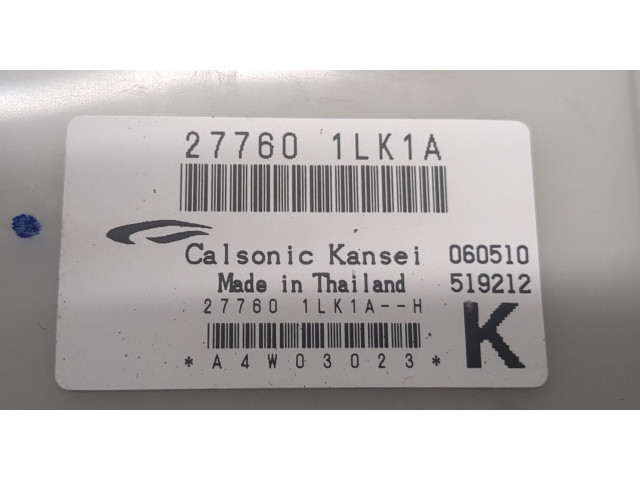 27760 1LK1A
Calsonic Kansei 060510
Made in Thailand 519212
27760 1LK1A--H
K
*A4W03023*